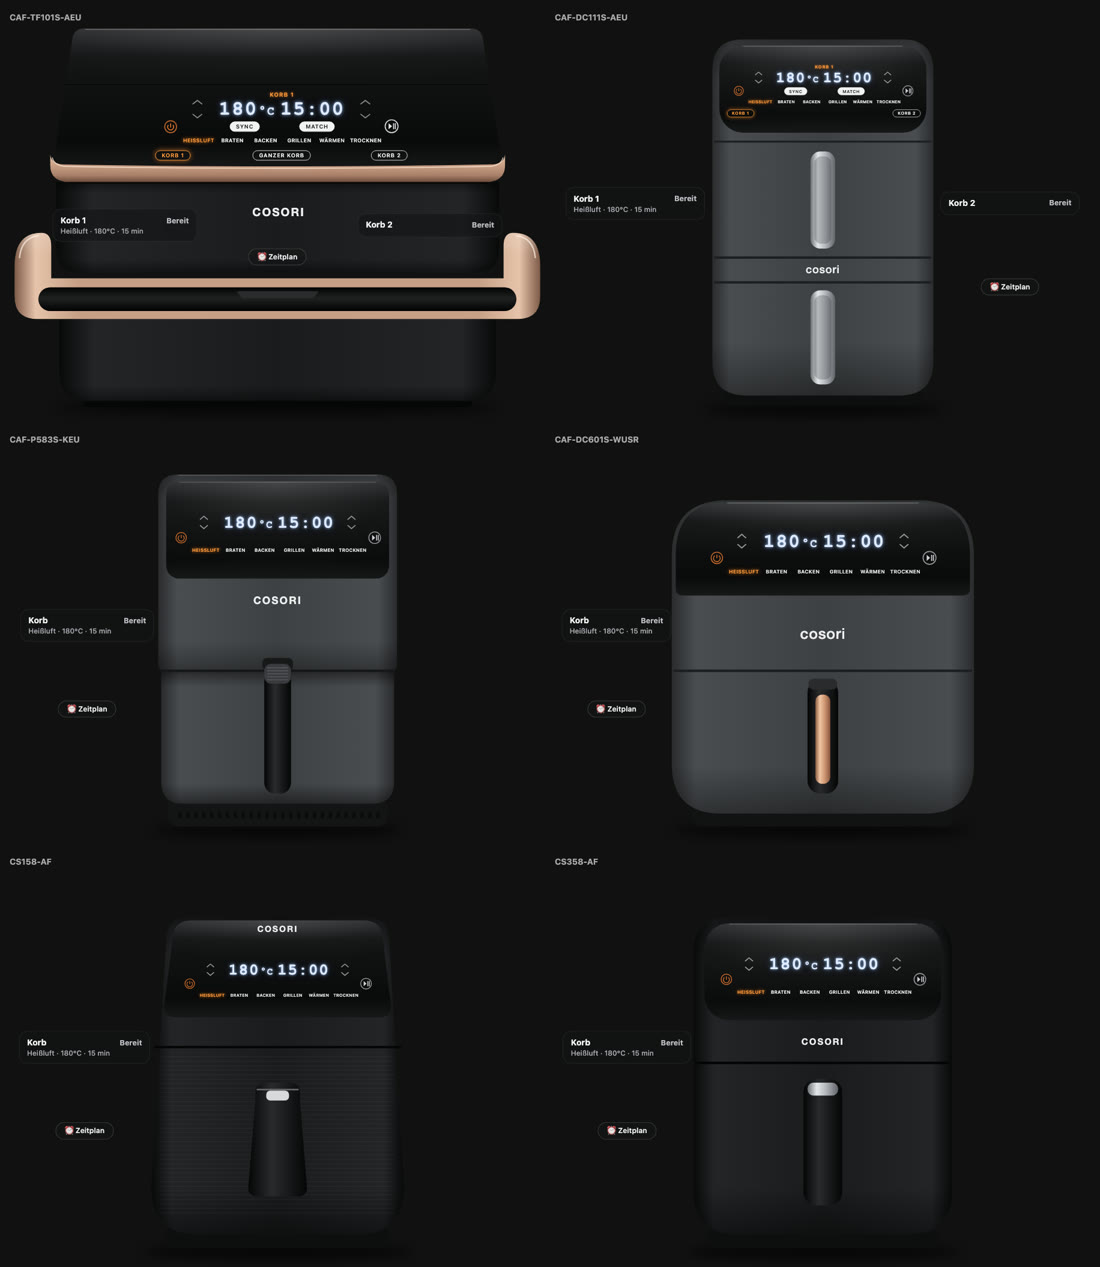 CAF-TF101S-AEU
KORB 1
180°C 15:00
SYNC MATCH
HEISSLUFT BRATEN BACKEN GRILLEN WÄRMEN TROCKNEN
KORB 1 GANZER KORB KORB 2
COSORI
Korb 1 Bereit
Heißluft · 180°C · 15 min
Korb 2 Bereit
⏰ Zeitplan
CAF-DC111S-AEU
KORB 1
180°C 15:00
SYNC MATCH
HEISSLUFT BRATEN BACKEN GRILLEN WÄRMEN TROCKNEN
KORB 1 KORB 2
Korb 1 Bereit
Heißluft · 180°C · 15 min
Korb 2 Bereit
cosori
⏰ Zeitplan
CAF-P583S-KEU
180°C 15:00
HEISSLUFT BRATEN BACKEN GRILLEN WÄRMEN TROCKNEN
COSORI
Korb Bereit
Heißluft · 180°C · 15 min
⏰ Zeitplan
CAF-DC601S-WUSR
180°C 15:00
HEISSLUFT BRATEN BACKEN GRILLEN WÄRMEN TROCKNEN
Korb Bereit
Heißluft · 180°C · 15 min
cosori
⏰ Zeitplan
CS158-AF
COSORI
180°C 15:00
HEISSLUFT BRATEN BACKEN GRILLEN WÄRMEN TROCKNEN
Korb Bereit
Heißluft · 180°C · 15 min
⏰ Zeitplan
CS358-AF
180°C 15:00
HEISSLUFT BRATEN BACKEN GRILLEN WÄRMEN TROCKNEN
COSORI
Korb Bereit
Heißluft · 180°C · 15 min
⏰ Zeitplan